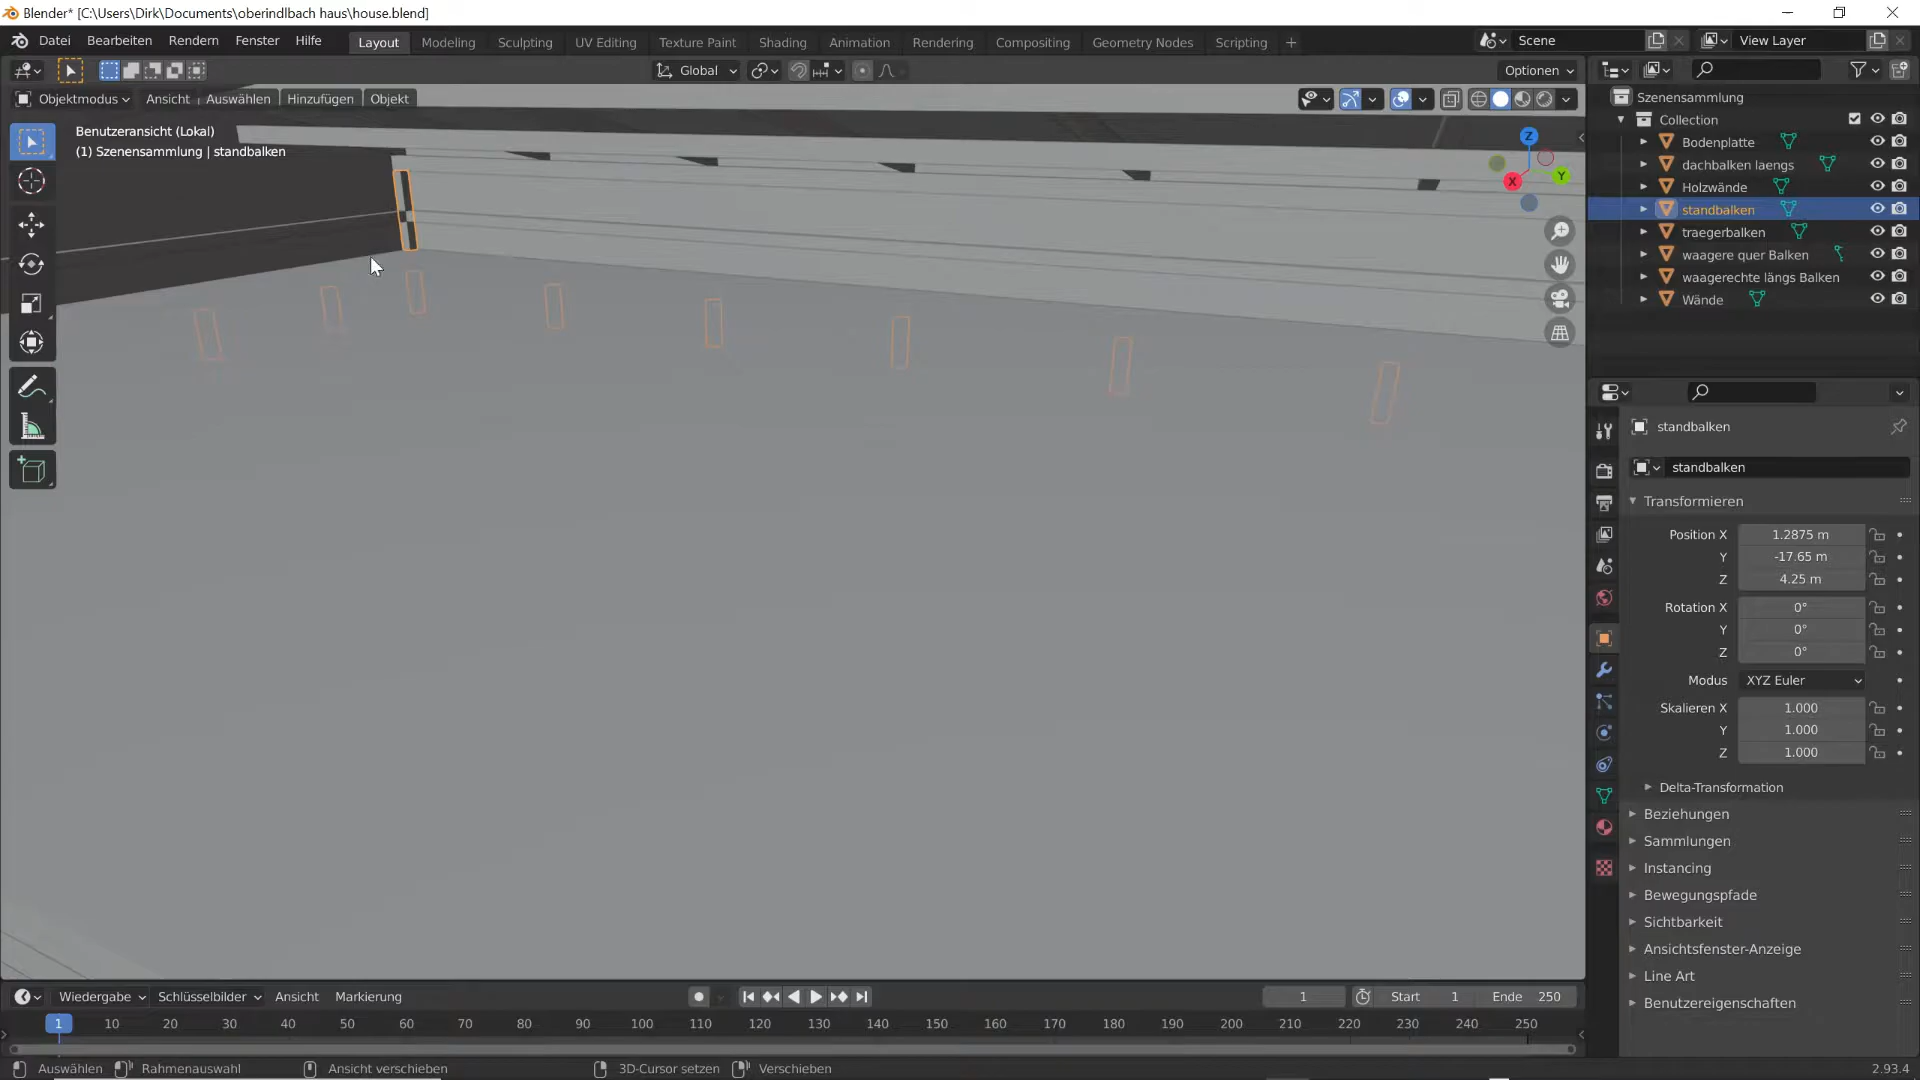 Blender* [C:\Users\Dirk\Documents\oberindlbach haus\house.blend]
Datei Bearbeiten Rendern Fenster Hilfe Layout Modeling Sculpting UV Editing Texture Paint Shading Animation Rendering Compositing Geometry Nodes Scripting + Scene View Layer
Global Optionen
Objektmodus Ansicht Auswählen Hinzufügen Objekt
Benutzeransicht (Lokal)
(1) Szenensammlung | standbalken
Z
Y
X
Szenensammlung
Collection
Bodenplatte
dachbalken laengs
Holzwände
standbalken
traegerbalken
waagere quer Balken
waagerechte längs Balken
Wände
standbalken
standbalken
Transformieren
Position X 1.2875 m
Y -17.65 m
Z 4.25 m
Rotation X 0°
Y 0°
Z 0°
Modus XYZ Euler
Skalieren X 1.000
Y 1.000
Z 1.000
Delta-Transformation
Beziehungen
Sammlungen
Instancing
Bewegungspfade
Sichtbarkeit
Ansichtsfenster-Anzeige
Line Art
Benutzereigenschaften
Wiedergabe Schlüsselbilder Ansicht Markierung 1 Start 1 Ende 250
1 10 20 30 40 50 60 70 80 90 100 110 120 130 140 150 160 170 180 190 200 210 220 230 240 250
Auswählen Rahmenauswahl Ansicht verschieben 3D-Cursor setzen Verschieben 2.93.4